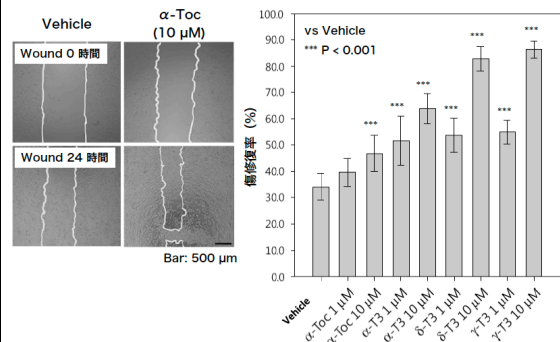 Vehicle
α-Toc
(10 μM)
Wound 0 時間
Wound 24 時間
Bar: 500 μm
vs Vehicle
*** P < 0.001
傷修復率 (%)
100.0
90.0
80.0
70.0
60.0
50.0
40.0
30.0
20.0
10.0
0.0
***
***
***
***
***
***
***
Vehicle
α-Toc 1 μM
α-Toc 10 μM
α-T3 1 μM
α-T3 10 μM
δ-T3 1 μM
δ-T3 10 μM
γ-T3 1 μM
γ-T3 10 μM